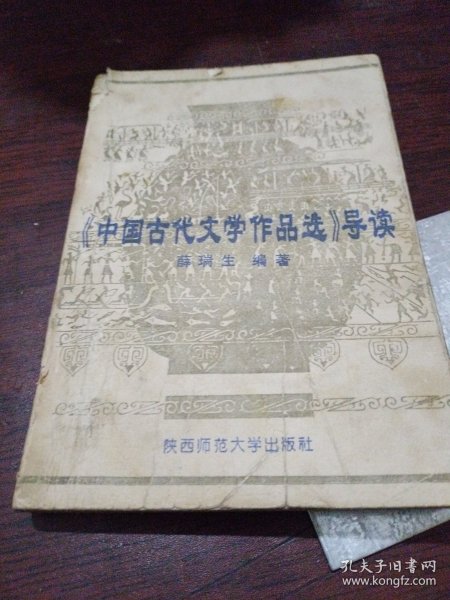 《中国古代文学作品选》导读
薛瑞生 编著
陕西师范大学出版社
孔夫子旧书网
www.kongfz.com